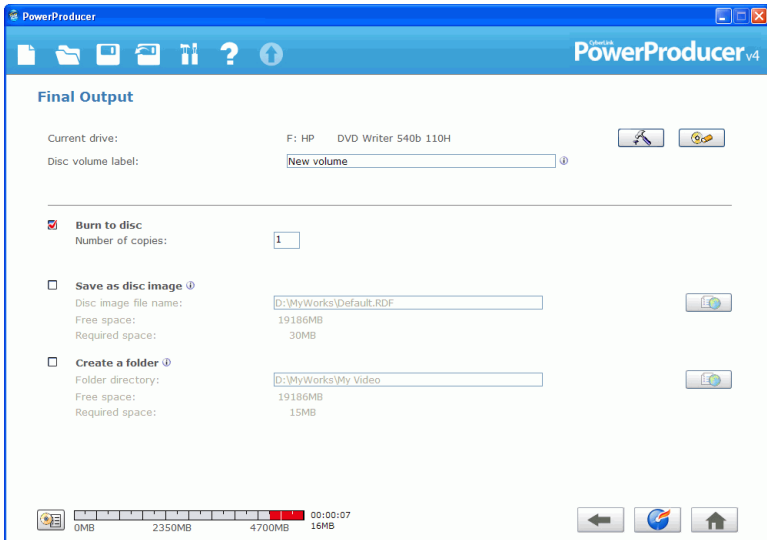 PowerProducer
CyberLink
PowerProducer v4
Final Output
Current drive: F: HP DVD Writer 540b 110H
Disc volume label: New volume
Burn to disc
Number of copies: 1
Save as disc image
Disc image file name: D:\MyWorks\Default.RDF
Free space: 19186MB
Required space: 30MB
Create a folder
Folder directory: D:\MyWorks\My Video
Free space: 19186MB
Required space: 15MB
00:00:07
0MB 2350MB 4700MB 16MB